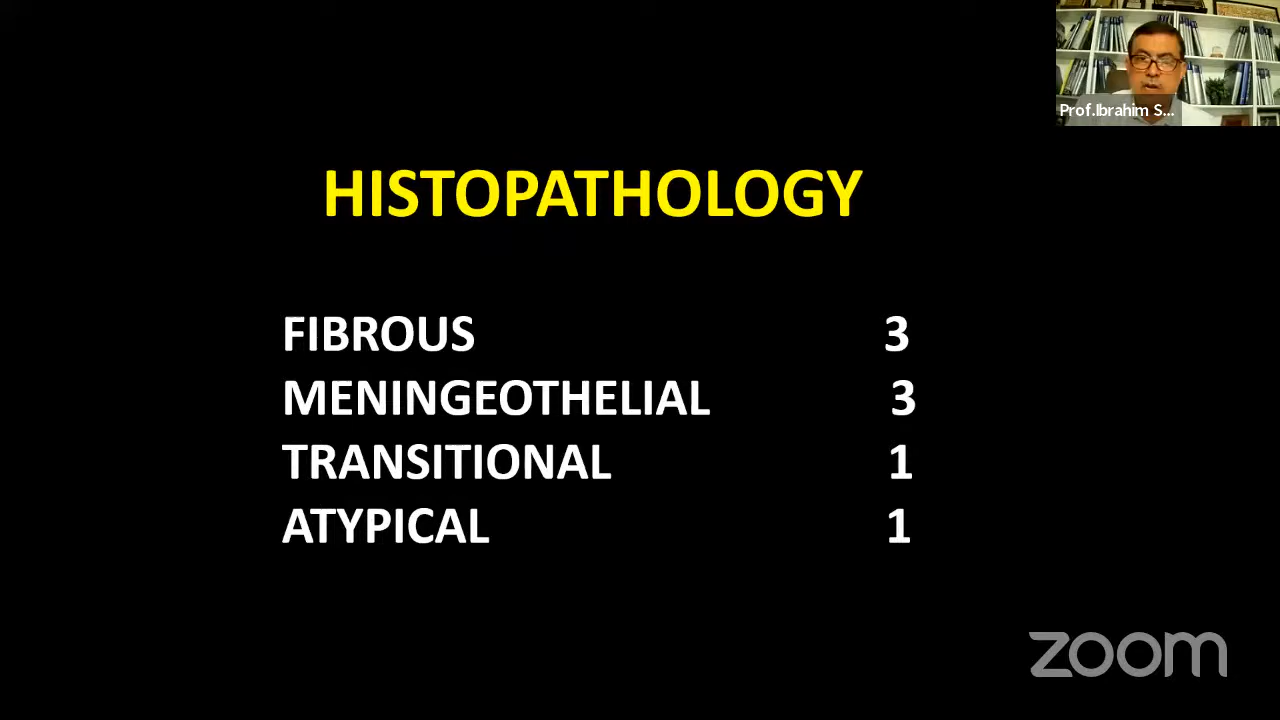 Prof.Ibrahim S...
HISTOPATHOLOGY
FIBROUS 3
MENINGEOTHELIAL 3
TRANSITIONAL 1
ATYPICAL 1
zoom